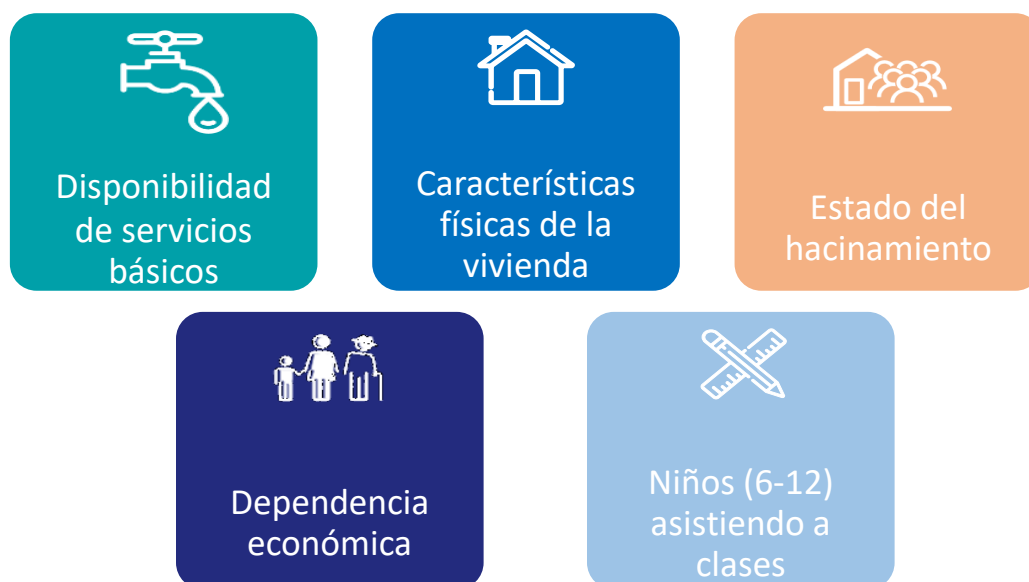 Disponibilidad
de servicios
básicos
Características
físicas de la
vivienda
Estado del
hacinamiento
Dependencia
económica
Niños (6-12)
asistiendo a
clases